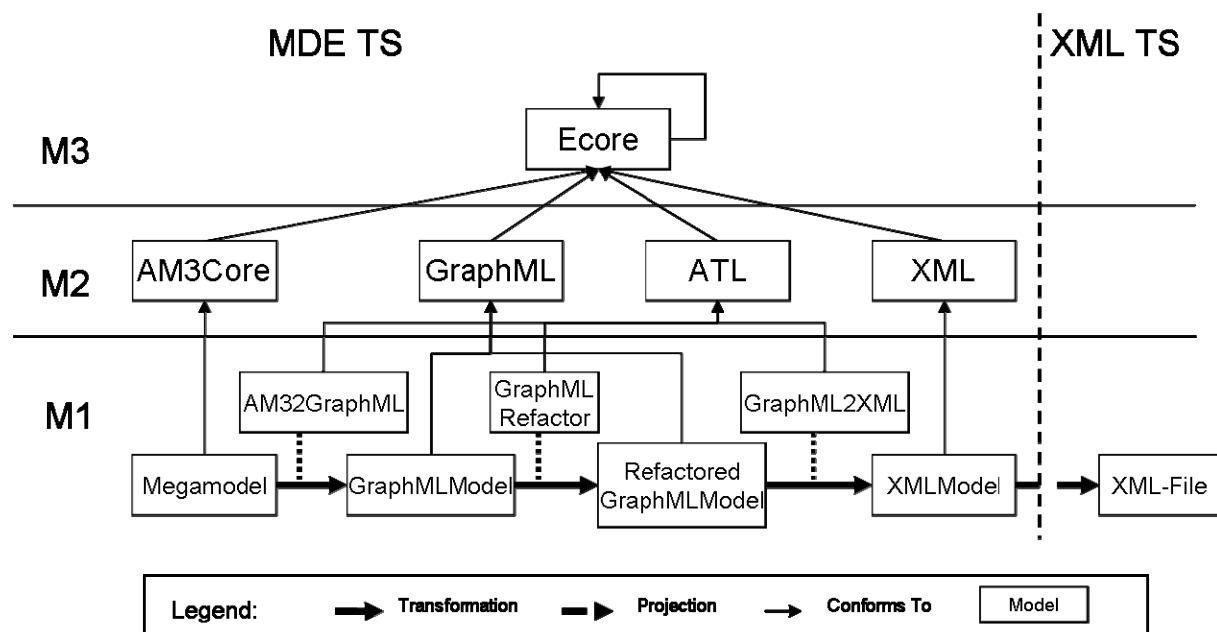 MDE TS
XML TS
M3
Ecore
M2
AM3Core
GraphML
ATL
XML
M1
AM32GraphML
GraphML
Refactor
GraphML2XML
Megamodel
GraphMLModel
Refactored
GraphMLModel
XMLModel
XML-File
Legend:
Transformation
Projection
Conforms To
Model